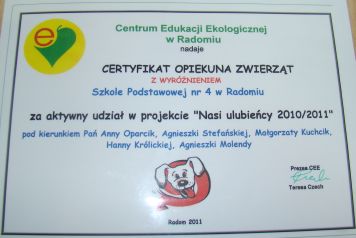 e
Centrum Edukacji Ekologicznej
w Radomiu
nadaje
CERTYFIKAT OPIEKUNA ZWIERZĄT
Z WYRÓŻNIENIEM
Szkole Podstawowej nr 4 w Radomiu
za aktywny udział w projekcie "Nasi ulubieńcy 2010/2011"
pod kierunkiem Pań Anny Oparcik, Agnieszki Stefańskiej, Małgorzaty Kuchcik,
Hanny Królickiej, Agnieszki Molendy
Prezes CEE
Teresa Czech
Radom 2011